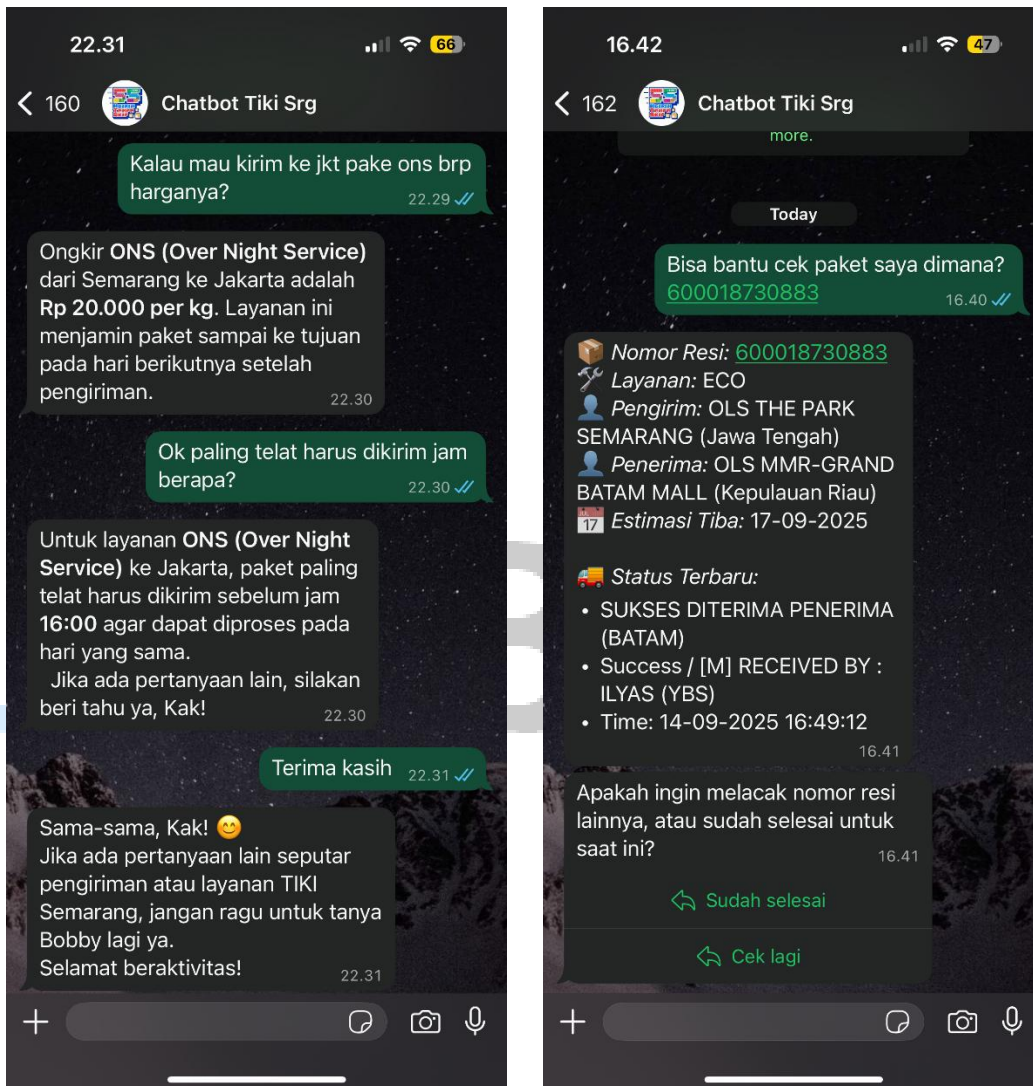 22.31
66
160
Chatbot Tiki Srg
Kalau mau kirim ke jkt pake ons brp
harganya?
22.29
Ongkir ONS (Over Night Service)
dari Semarang ke Jakarta adalah
Rp 20.000 per kg. Layanan ini
menjamin paket sampai ke tujuan
pada hari berikutnya setelah
pengiriman.
22.30
Ok paling telat harus dikirim jam
berapa?
22.30
Untuk layanan ONS (Over Night
Service) ke Jakarta, paket paling
telat harus dikirim sebelum jam
16:00 agar dapat diproses pada
hari yang sama.
Jika ada pertanyaan lain, silakan
beri tahu ya, Kak!
22.30
Terima kasih
22.31
Sama-sama, Kak! 😊
Jika ada pertanyaan lain seputar
pengiriman atau layanan TIKI
Semarang, jangan ragu untuk tanya
Bobby lagi ya.
Selamat beraktivitas!
22.31
16.42
47
162
Chatbot Tiki Srg
more.
Today
Bisa bantu cek paket saya dimana?
600018730883
16.40
📦 Nomor Resi: 600018730883
🛠 Layanan: ECO
👤 Pengirim: OLS THE PARK
SEMARANG (Jawa Tengah)
👤 Penerima: OLS MMR-GRAND
BATAM MALL (Kepulauan Riau)
📅 Estimasi Tiba: 17-09-2025
🚚 Status Terbaru:
• SUKSES DITERIMA PENERIMA
(BATAM)
• Success / [M] RECEIVED BY :
ILYAS (YBS)
• Time: 14-09-2025 16:49:12
16.41
Apakah ingin melacak nomor resi
lainnya, atau sudah selesai untuk
saat ini?
16.41
Sudah selesai
Cek lagi